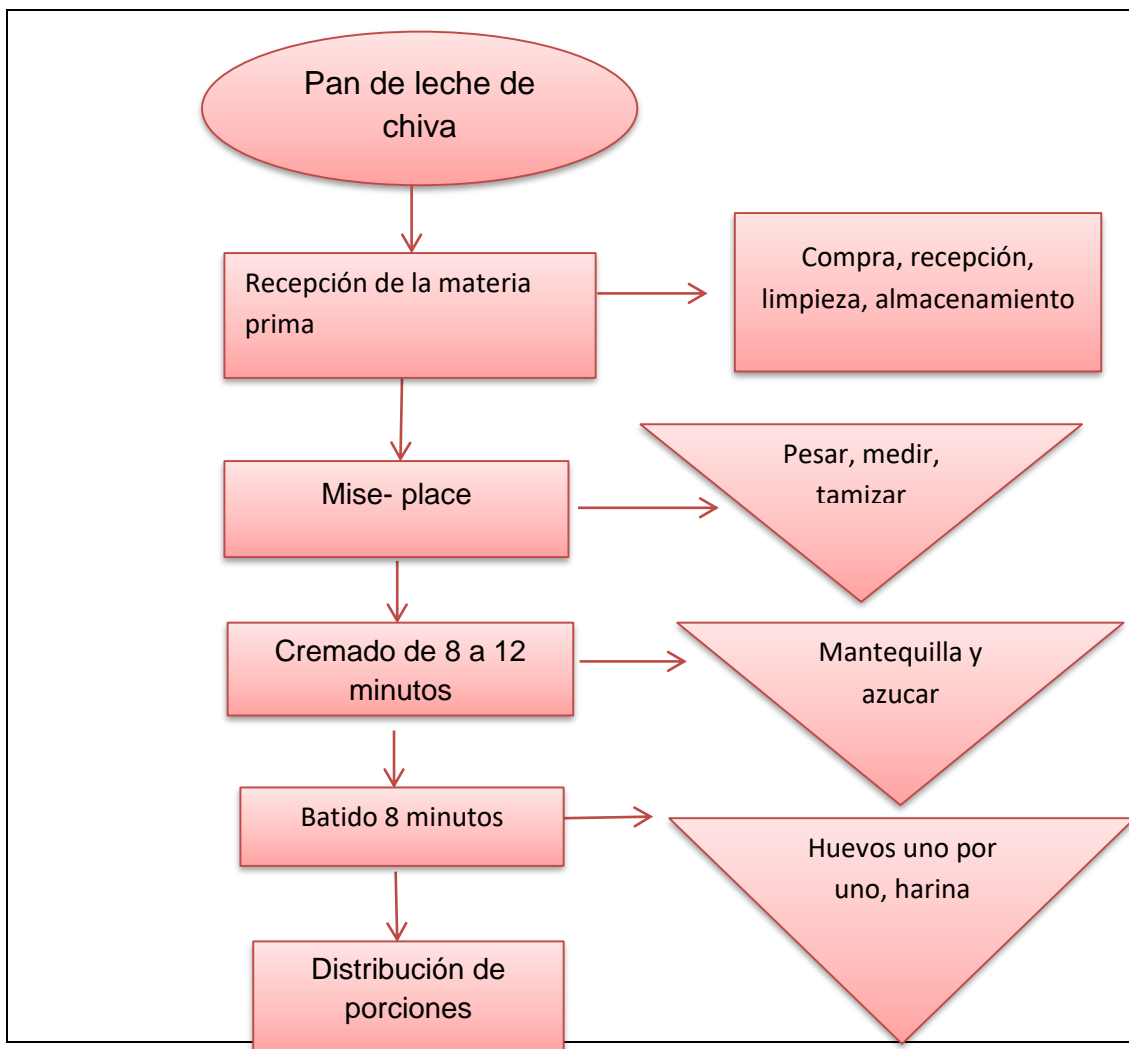 Pan de leche de
chiva
Recepción de la materia
prima
Compra, recepción,
limpieza, almacenamiento
Mise- place
Pesar, medir,
tamizar
Cremado de 8 a 12
minutos
Mantequilla y
azucar
Batido 8 minutos
Huevos uno por
uno, harina
Distribución de
porciones